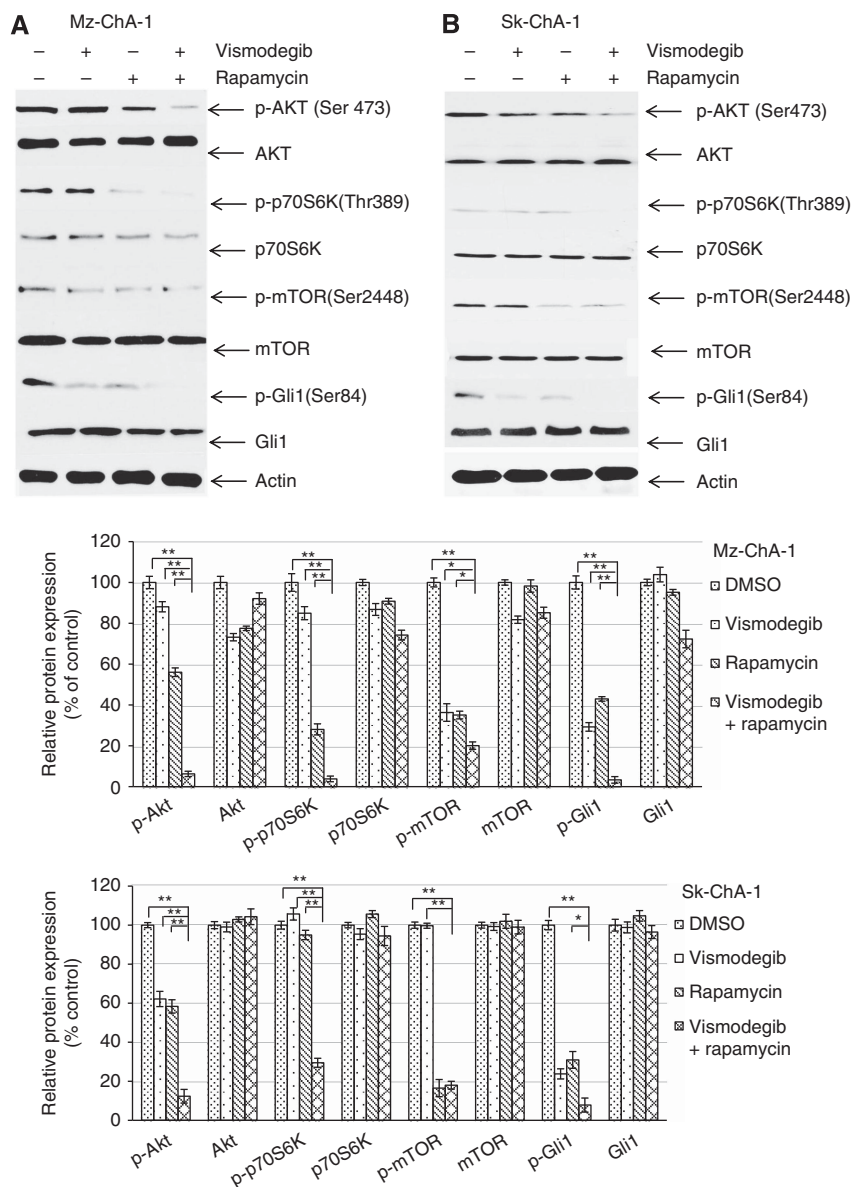 A Mz-ChA-1
– + – + Vismodegib
– – + + Rapamycin
p-AKT (Ser 473)
AKT
p-p70S6K(Thr389)
p70S6K
p-mTOR(Ser2448)
mTOR
p-Gli1(Ser84)
Gli1
Actin
B Sk-ChA-1
– + – + Vismodegib
– – + + Rapamycin
p-AKT (Ser473)
AKT
p-p70S6K(Thr389)
p70S6K
p-mTOR(Ser2448)
mTOR
p-Gli1(Ser84)
Gli1
Actin
Relative protein expression
(% of control)
120
100
80
60
40
20
0
** ** **
** ** **
** * *
** ** **
p-Akt Akt p-p70S6K p70S6K p-mTOR mTOR p-Gli1 Gli1
Mz-ChA-1
DMSO
Vismodegib
Rapamycin
Vismodegib
+ rapamycin
Relative protein expression
(% control)
120
100
80
60
40
20
0
** ** **
** ** **
** **
** *
p-Akt Akt p-p70S6K p70S6K p-mTOR mTOR p-Gli1 Gli1
Sk-ChA-1
DMSO
Vismodegib
Rapamycin
Vismodegib
+ rapamycin